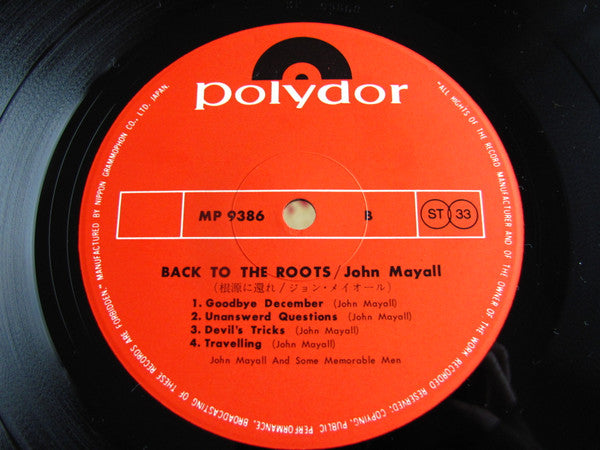 polydor
MP 9386 B ST 33
BACK TO THE ROOTS/John Mayall
(根源に還れ/ジョン・メイオール)
1. Goodbye December (John Mayall)
2. Unanswerd Questions (John Mayall)
3. Devil's Tricks (John Mayall)
4. Travelling (John Mayall)
John Mayall And Some Memorable Men
"ALL RIGHTS OF THE RECORD MANUFACTURER AND OF THE OWNER OF THE WORK RECORDED RESERVED. COPYING, PUBLIC PERFORMANCE, BROADCASTING OF THESE RECORDS ARE FORBIDDEN" MANUFACTURED BY NIPPON GRAMMOPHON CO., LTD. JAPAN.